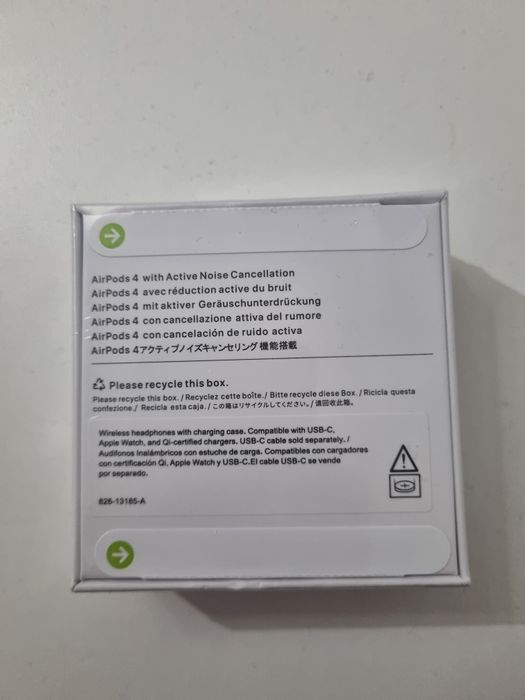 AirPods 4 with Active Noise Cancellation
AirPods 4 avec réduction active du bruit
AirPods 4 mit aktiver Geräuschunterdrückung
AirPods 4 con cancellazione attiva del rumore
AirPods 4 con cancelación de ruido activa
AirPods 4アクティブノイズキャンセリング機能搭載
Please recycle this box.
Please recycle this box. / Recyclez cette boîte. / Bitte recycle diese Box. / Ricicla questa
confezione. / Recicla esta caja. / この箱はリサイクルしてください。/ 请回收此箱。
Wireless headphones with charging case. Compatible with USB-C,
Apple Watch, and Qi-certified chargers. USB-C cable sold separately. /
Audífonos Inalámbricos con estuche de carga. Compatibles con cargadores
con certificación Qi, Apple Watch y USB-C.El cable USB-C se vende
por separado.
826-13165-A